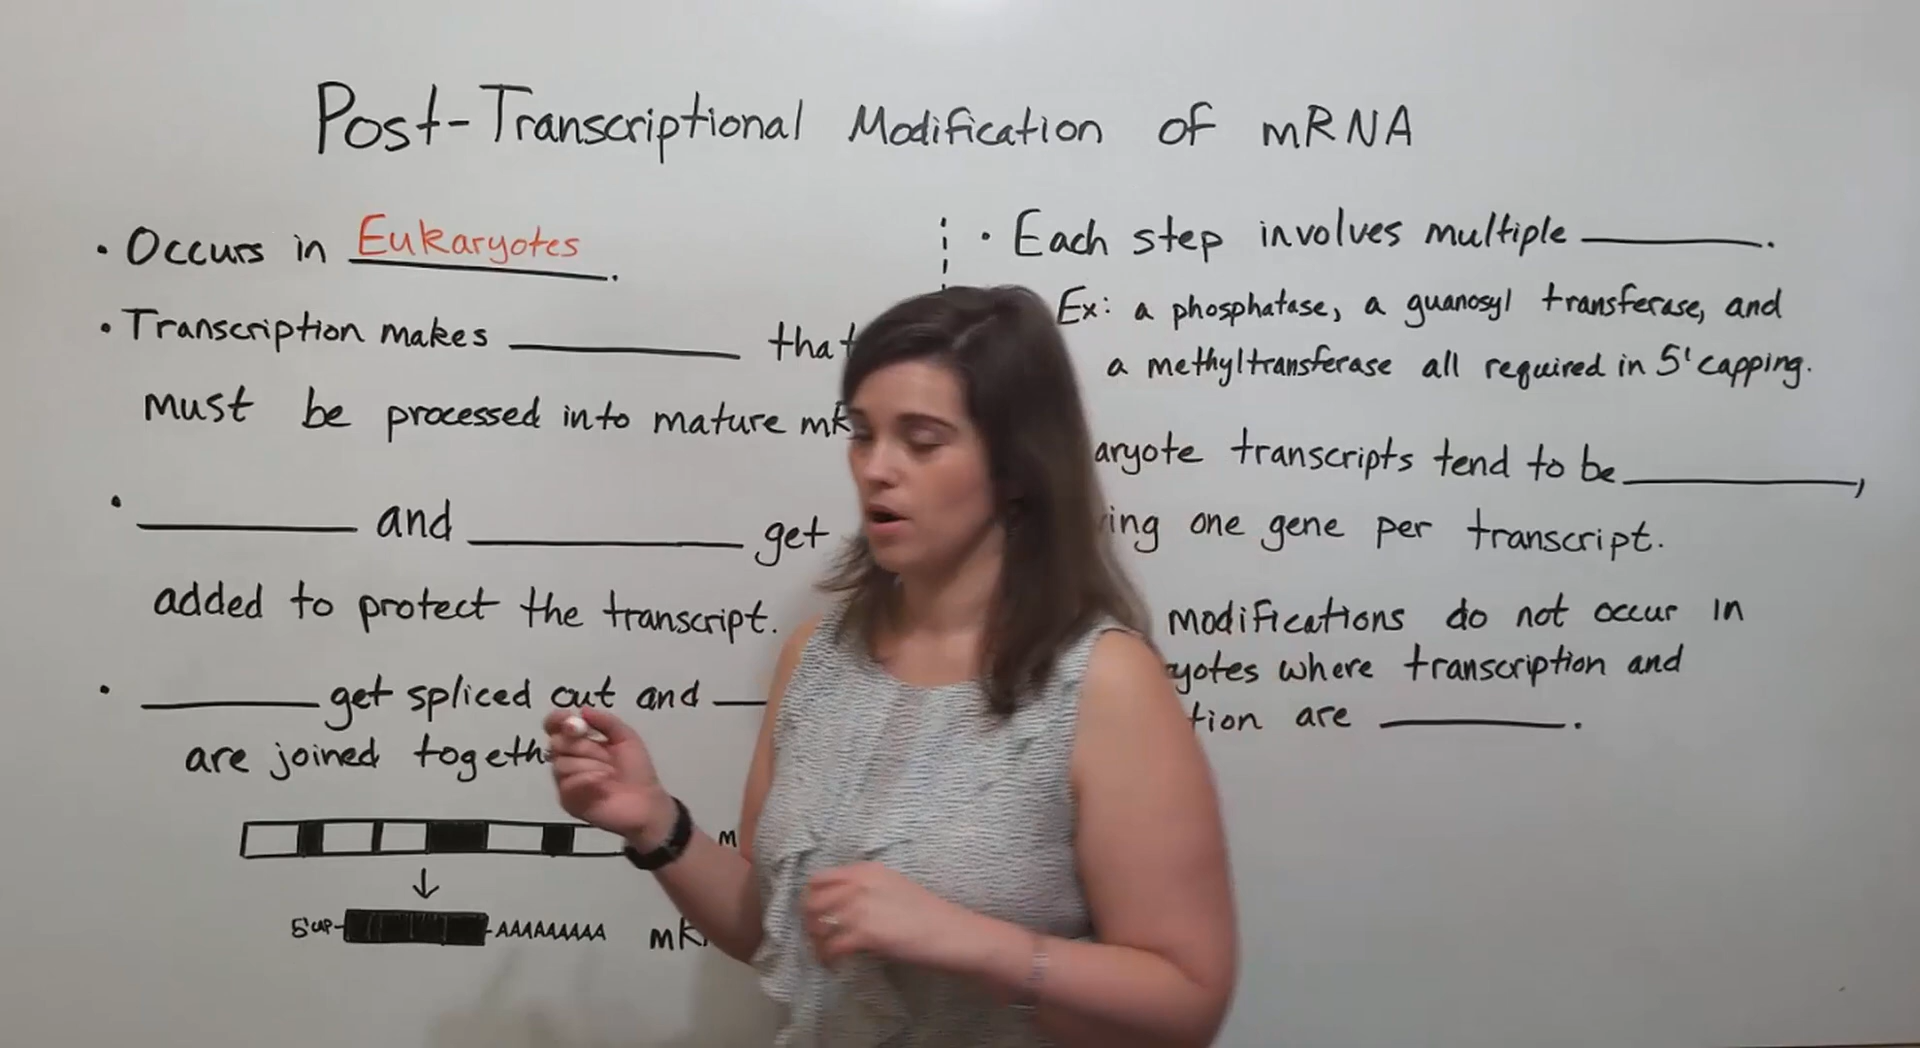 Post-Transcriptional Modification of mRNA
• Occurs in Eukaryotes.
• Transcription makes ________ that
must be processed into mature
• ________ and ________ get
added to protect the transcript.
• ________ get spliced out and
are joined
5'CAP-
-AAAAAAAAA
• Each step involves multiple ________.
Ex: a phosphatase, a guanosyl transferase, and
a methyltransferase all required in 5' capping.
transcripts tend to be ________,
one gene per transcript.
modifications do not occur in
where transcription and
are ________.